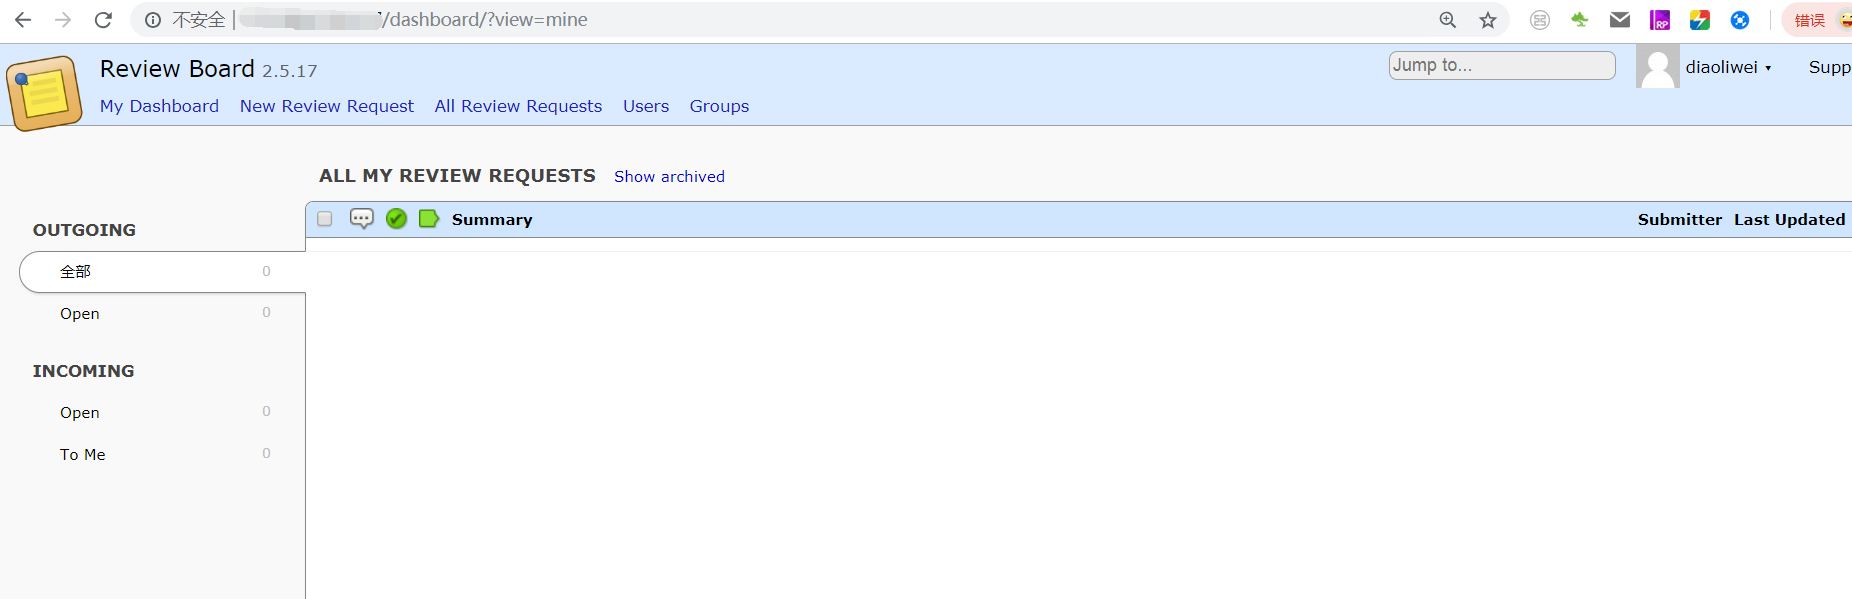 不安全 | /dashboard/?view=mine
错误
Review Board 2.5.17
Jump to...
diaoliwei ▾
Supp
My Dashboard New Review Request All Review Requests Users Groups
ALL MY REVIEW REQUESTS Show archived
Summary Submitter Last Updated
OUTGOING
全部 0
Open 0
INCOMING
Open 0
To Me 0
RP